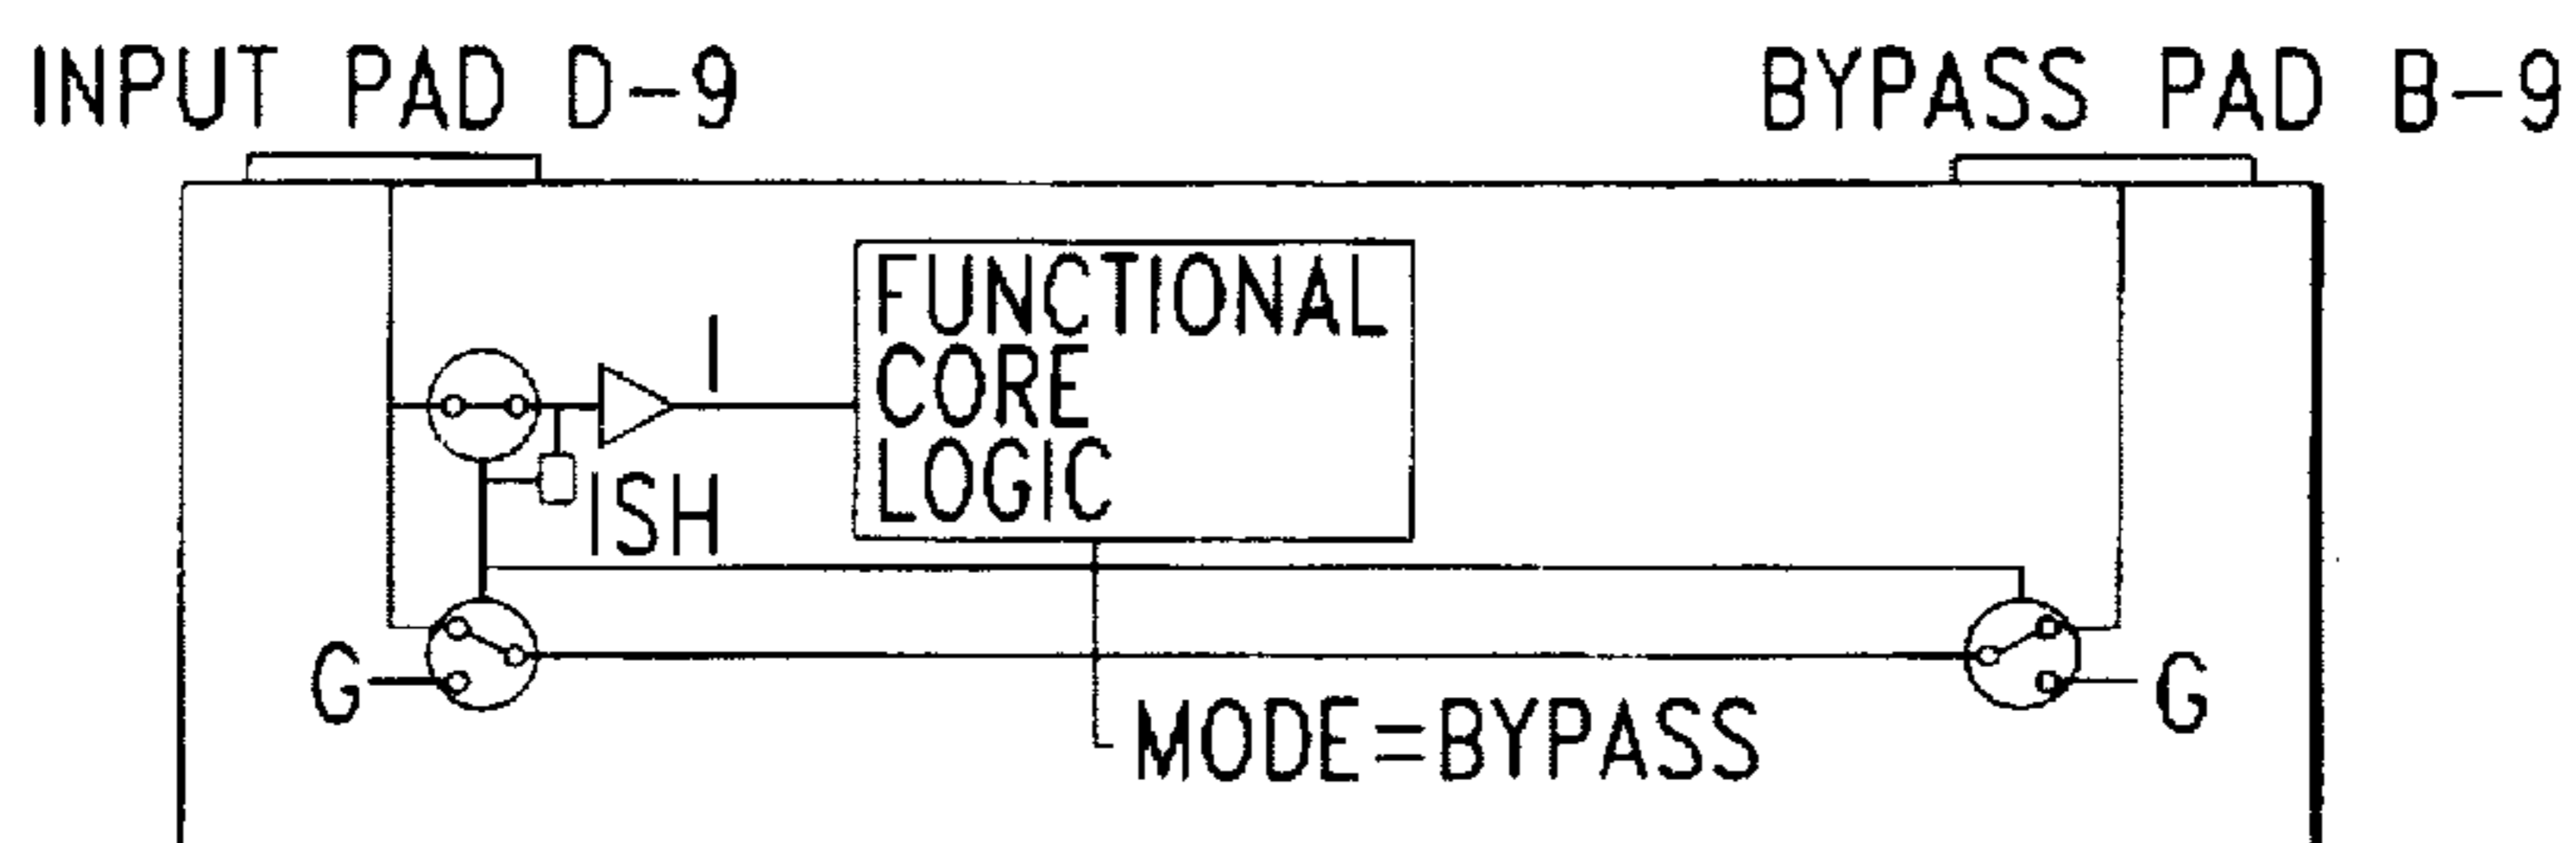 INPUT PAD D-9
BYPASS PAD B-9
FUNCTIONAL
CORE
LOGIC
I
ISH
G
G
MODE=BYPASS